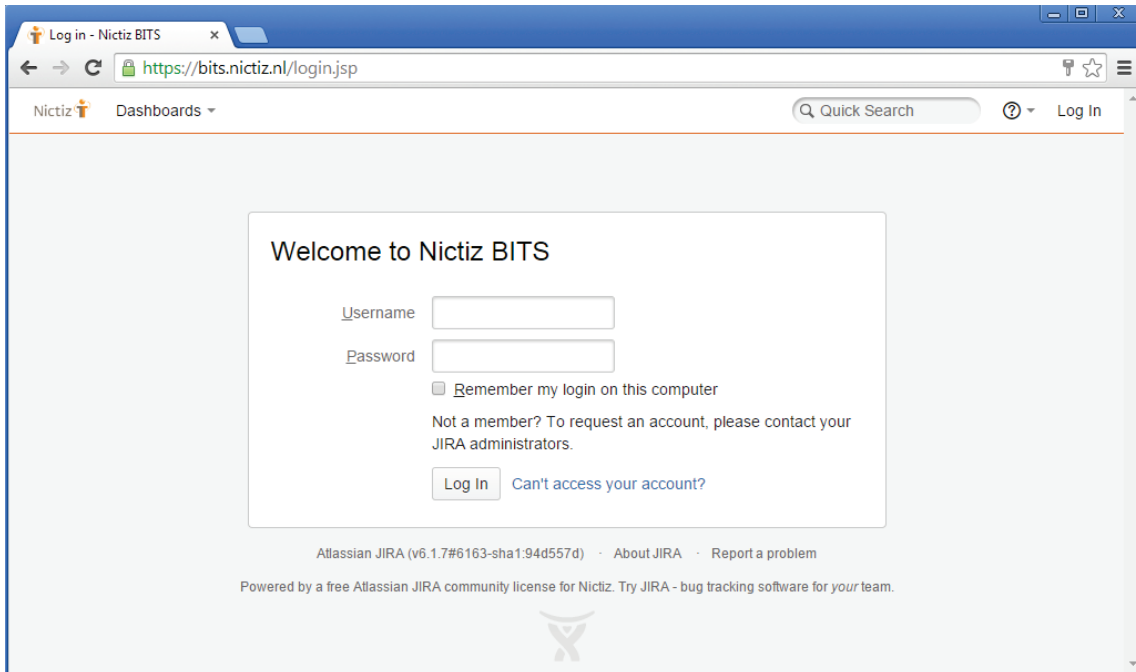 Log in - Nictiz BITS
https://bits.nictiz.nl/login.jsp
Nictiz Dashboards Quick Search Log In
Welcome to Nictiz BITS
Username
Password
Remember my login on this computer
Not a member? To request an account, please contact your
JIRA administrators.
Log In Can't access your account?
Atlassian JIRA (v6.1.7#6163-sha1:94d557d) · About JIRA · Report a problem
Powered by a free Atlassian JIRA community license for Nictiz. Try JIRA - bug tracking software for your team.